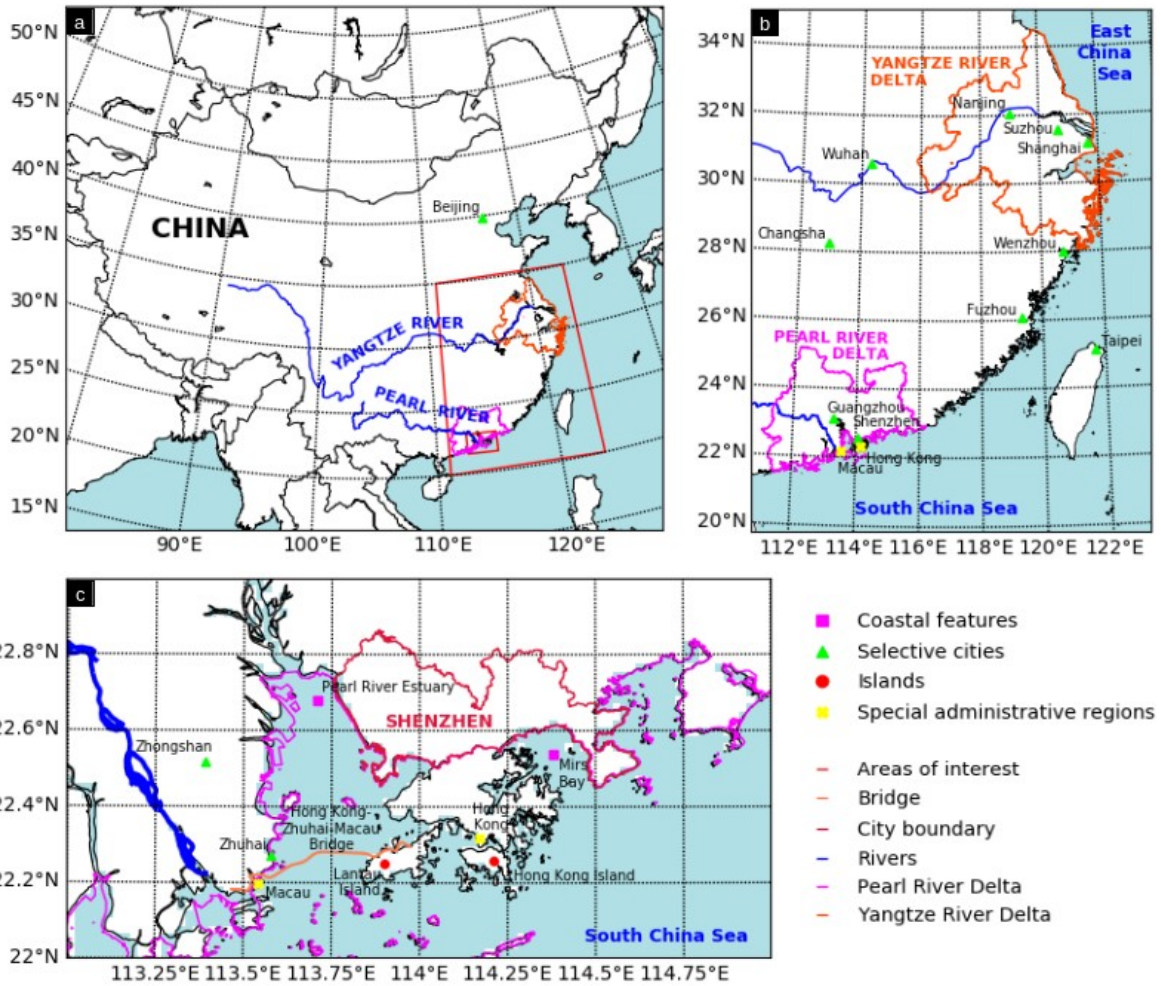 a
50°N
45°N
40°N
35°N
30°N
25°N
20°N
15°N
90°E
100°E
110°E
120°E
CHINA
Beijing
YANGTZE RIVER
PEARL RIVER
b
34°N
32°N
30°N
28°N
26°N
24°N
22°N
20°N
112°E
114°E
116°E
118°E
120°E
122°E
East
China
Sea
YANGTZE RIVER
DELTA
Nanjing
Suzhou
Shanghai
Wuhan
Changsha
Wenzhou
Fuzhou
Taipei
PEARL RIVER
DELTA
Guangzhou
Shenzhen
Hong Kong
Macau
South China Sea
c
22.8°N
22.6°N
22.4°N
22.2°N
22°N
113.25°E
113.5°E
113.75°E
114°E
114.25°E
114.5°E
114.75°E
Pearl River Estuary
SHENZHEN
Zhongshan
Mirs
Bay
Hong Kong-
Zhuhai-Macau
Bridge
Hong
Kong
Zhuhai
Lantau
Island
Hong Kong Island
Macau
South China Sea
Coastal features
Selective cities
Islands
Special administrative regions
Areas of interest
Bridge
City boundary
Rivers
Pearl River Delta
Yangtze River Delta